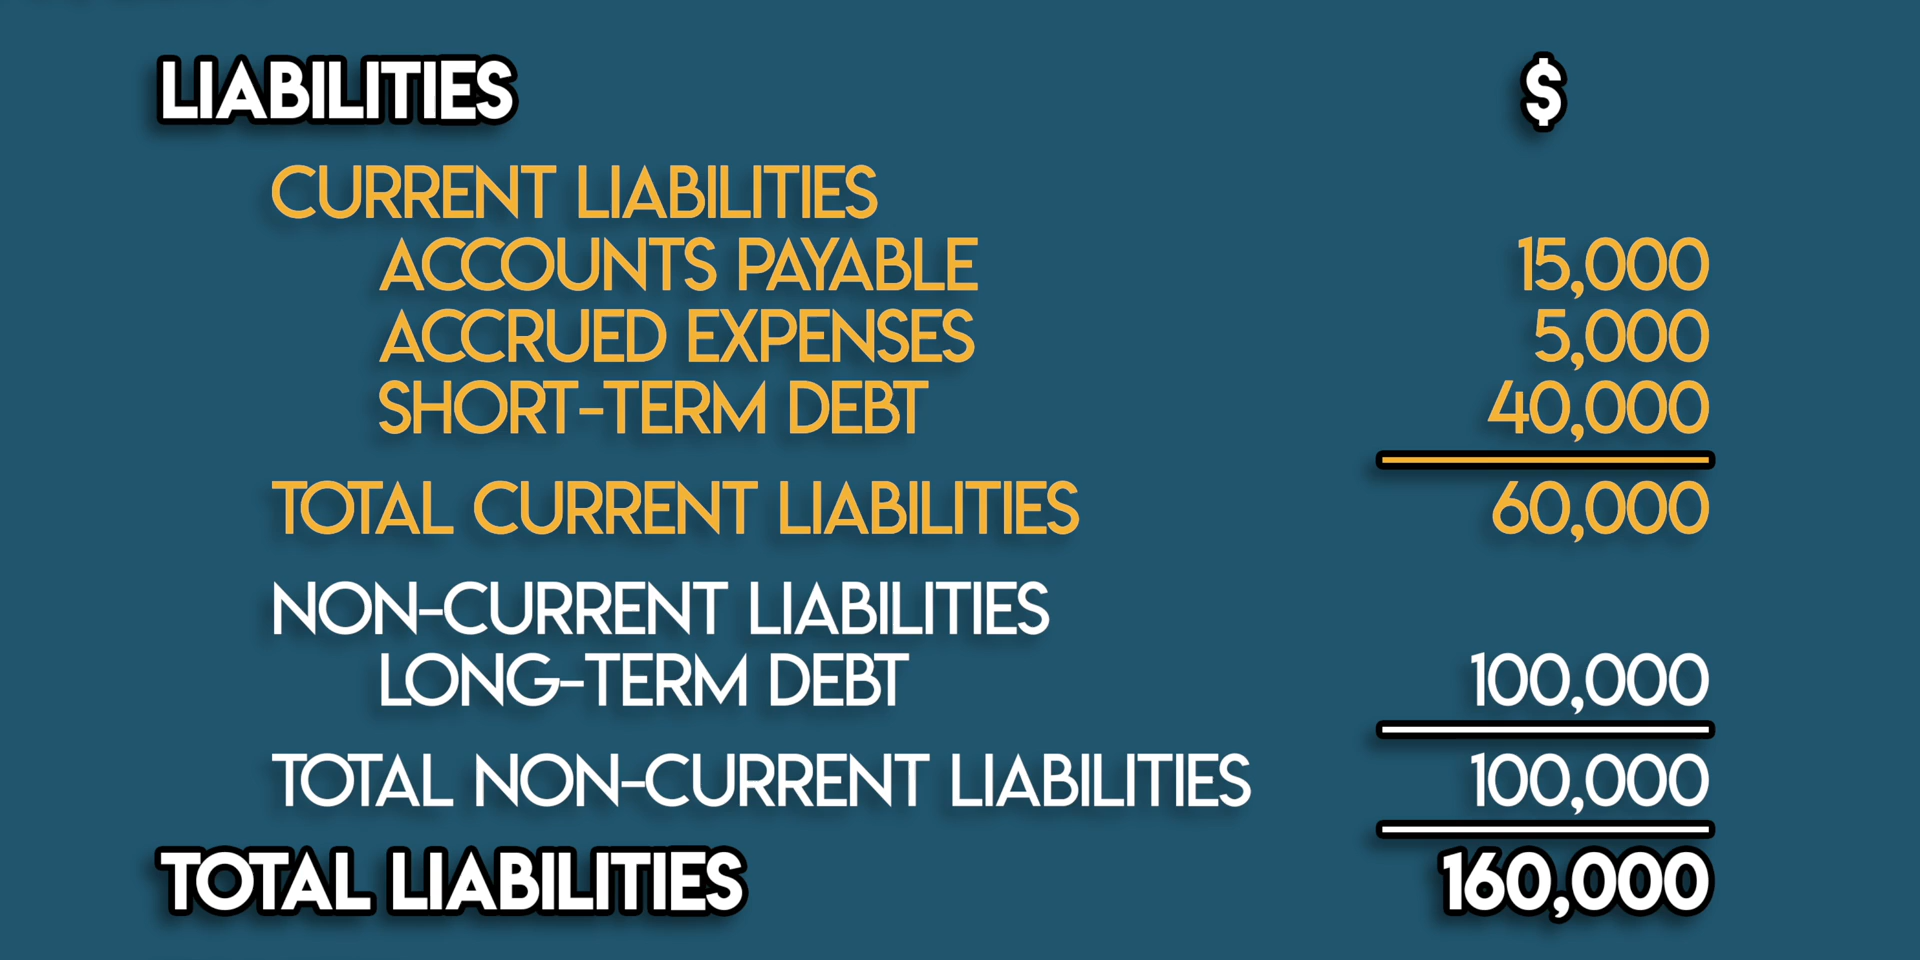 LIABILITIES $
CURRENT LIABILITIES
ACCOUNTS PAYABLE 15,000
ACCRUED EXPENSES 5,000
SHORT-TERM DEBT 40,000
TOTAL CURRENT LIABILITIES 60,000
NON-CURRENT LIABILITIES
LONG-TERM DEBT 100,000
TOTAL NON-CURRENT LIABILITIES 100,000
TOTAL LIABILITIES 160,000